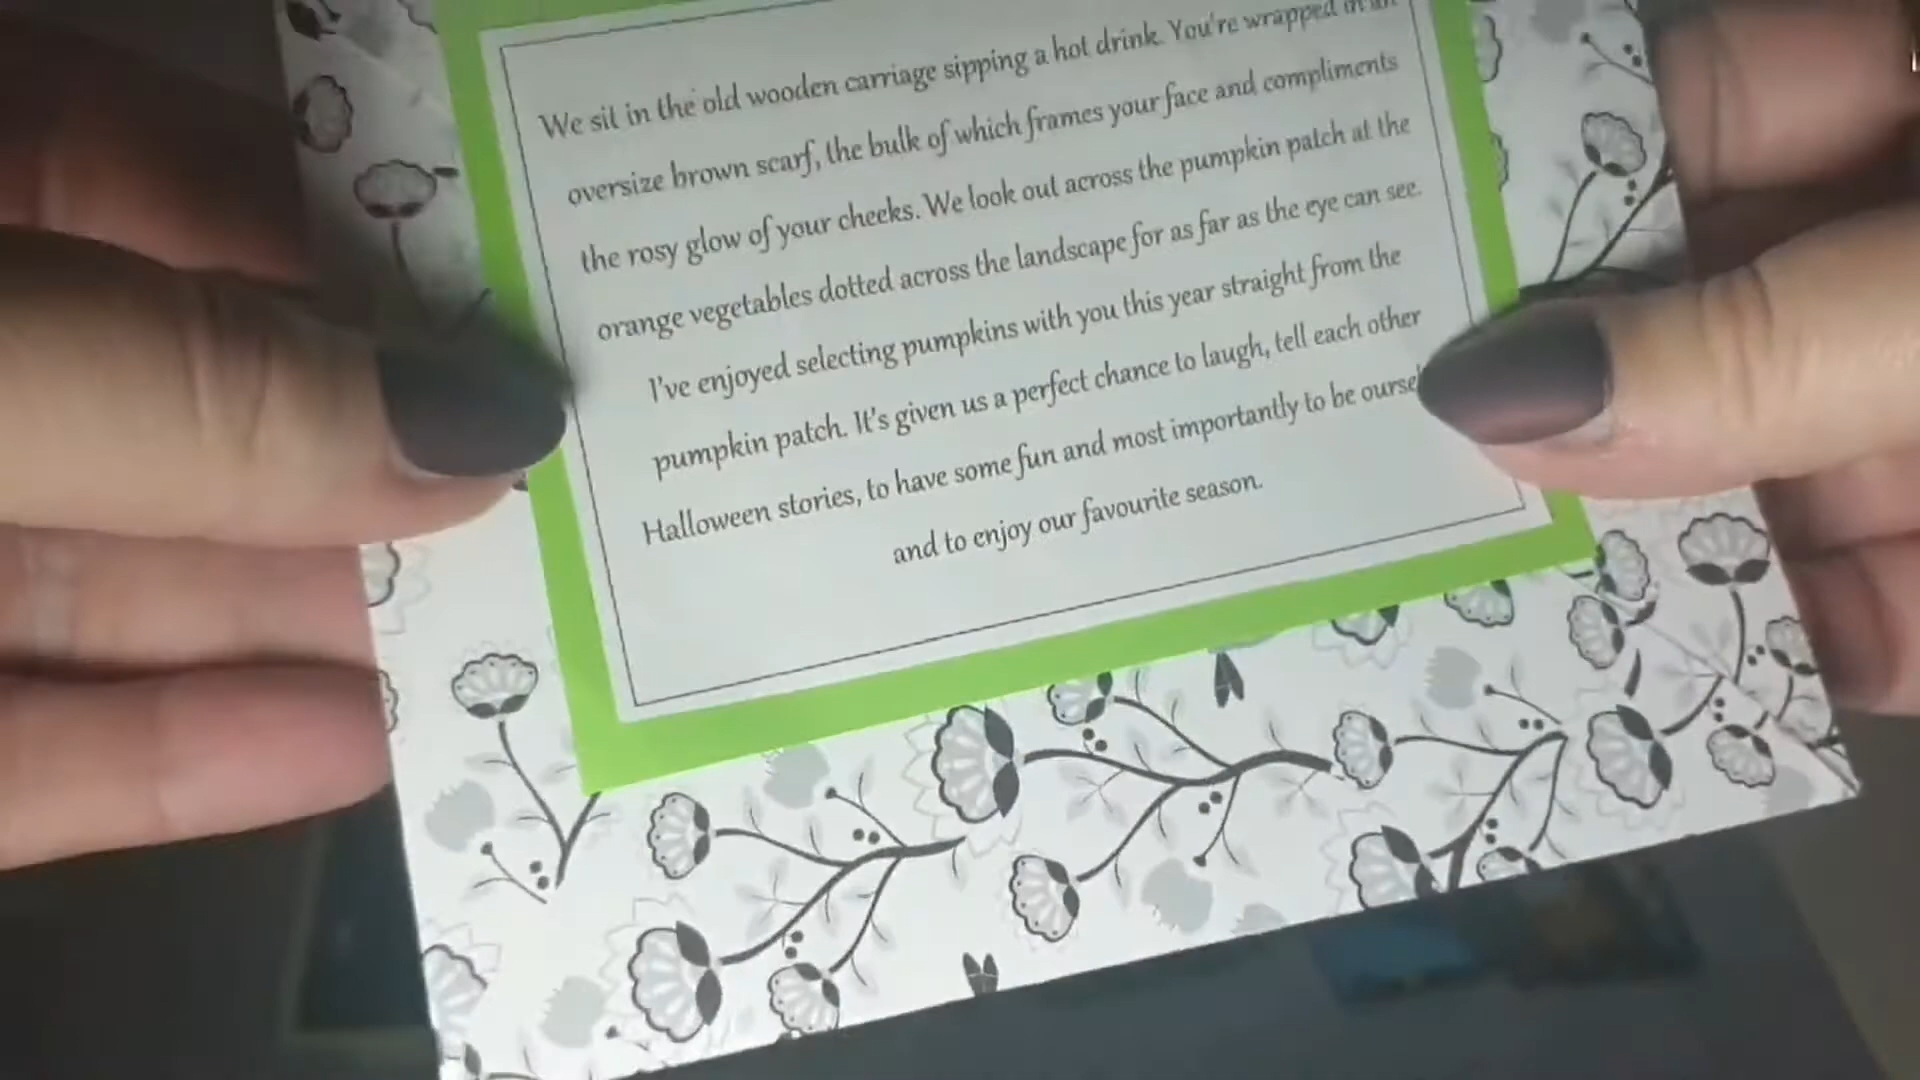 We sit in the old wooden carriage sipping a hot drink. You're wrapped in an
oversize brown scarf, the bulk of which frames your face and compliments
the rosy glow of your cheeks. We look out across the pumpkin patch at the
orange vegetables dotted across the landscape for as far as the eye can see.
I've enjoyed selecting pumpkins with you this year straight from the
pumpkin patch. It's given us a perfect chance to laugh, tell each other
Halloween stories, to have some fun and most importantly to be
and to enjoy our favourite season.